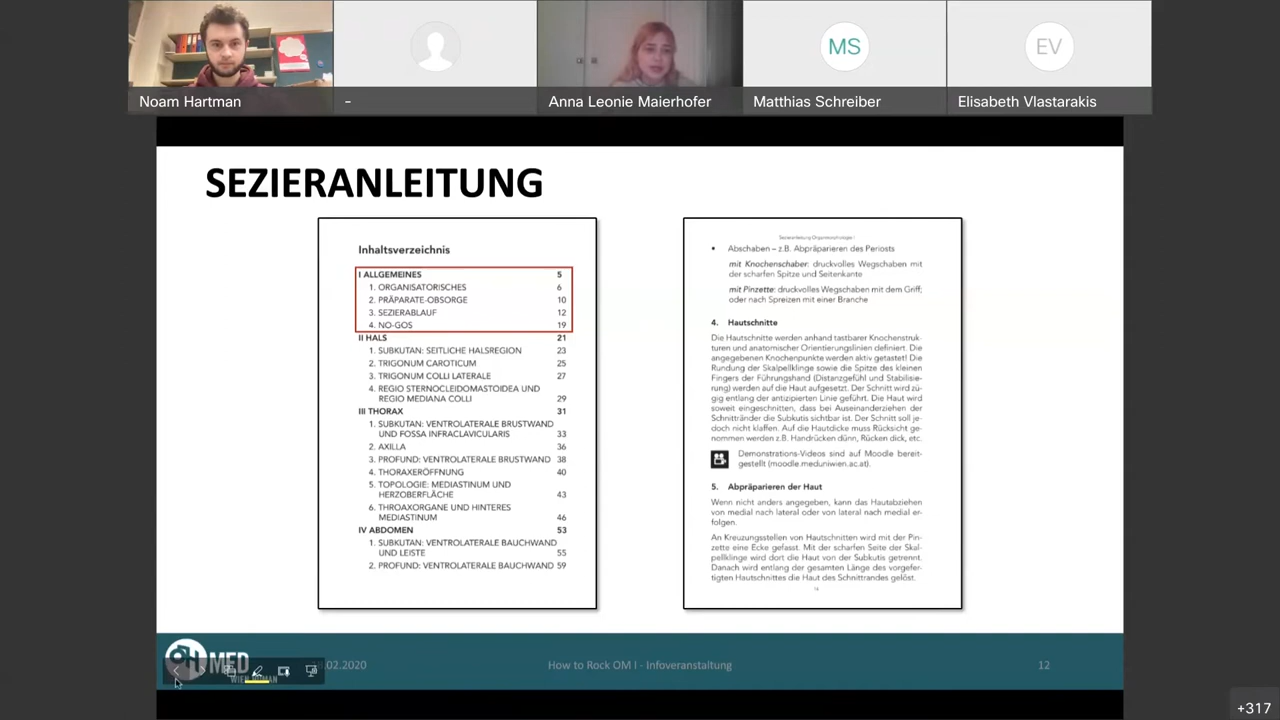 Noam Hartman
-
Anna Leonie Maierhofer
MS
Matthias Schreiber
EV
Elisabeth Vlastarakis
SEZIERANLEITUNG
Inhaltsverzeichnis
I ALLGEMEINES 5
1. ORGANISATORISCHES 6
2. PRÄPARATE-OBSORGE 10
3. SEZIERABLAUF 12
4. NO-GOS 19
II HALS 21
1. SUBKUTAN: SEITLICHE HALSREGION 23
2. TRIGONUM CAROTICUM 25
3. TRIGONUM COLLI LATERALE 27
4. REGIO STERNOCLEIDOMASTOIDEA UND
REGIO MEDIANA COLLI 29
III THORAX 31
1. SUBKUTAN: VENTROLATERALE BRUSTWAND
UND FOSSA INFRACLAVICULARIS 33
2. AXILLA 36
3. PROFUND: VENTROLATERALE BRUSTWAND 38
4. THORAXERÖFFNUNG 40
5. TOPOLOGIE: MEDIASTINUM UND
HERZOBERFLÄCHE 43
6. THROAXORGANE UND HINTERES
MEDIASTINUM 46
IV ABDOMEN 53
1. SUBKUTAN: VENTROLATERALE BAUCHWAND
UND LEISTE 55
2. PROFUND: VENTROLATERALE BAUCHWAND 59
Sezieranleitung Organmorphologie I
• Abschaben – z.B. Abpräparieren des Periosts
mit Knochenschaber: druckvolles Wegschaben mit
der scharfen Spitze und Seitenkante
mit Pinzette: druckvolles Wegschaben mit dem Griff;
oder nach Spreizen mit einer Branche
4. Hautschnitte
Die Hautschnitte werden anhand tastbarer Knochenstruk-
turen und anatomischer Orientierungslinien definiert. Die
angegebenen Knochenpunkte werden aktiv getastet! Die
Rundung der Skalpellklinge sowie die Spitze des kleinen
Fingers der Führungshand (Distanzgefühl und Stabilisie-
rung) werden auf die Haut aufgesetzt. Der Schnitt wird zü-
gig entlang der antizipierten Linie geführt. Die Haut wird
soweit eingeschnitten, dass bei Auseinanderziehen der
Schnittränder die Subkutis sichtbar ist. Der Schnitt soll je-
doch nicht klaffen. Auf die Hautdicke muss Rücksicht ge-
nommen werden z.B. Handrücken dünn, Rücken dick, etc.
Demonstrations-Videos sind auf Moodle bereit-
gestellt (moodle.meduniwien.ac.at).
5. Abpräparieren der Haut
Wenn nicht anders angegeben, kann das Hautabziehen
von medial nach lateral oder von lateral nach medial er-
folgen.
An Kreuzungsstellen von Hautschnitten wird mit der Pin-
zette eine Ecke gefasst. Mit der scharfen Seite der Skal-
pellklinge wird dort die Haut von der Subkutis getrennt.
Danach wird entlang der gesamten Länge des vorgefer-
tigten Hautschnittes die Haut des Schnittrandes gelöst.
MED
.02.2020
How to Rock OM I - Infoveranstaltung
12
+317